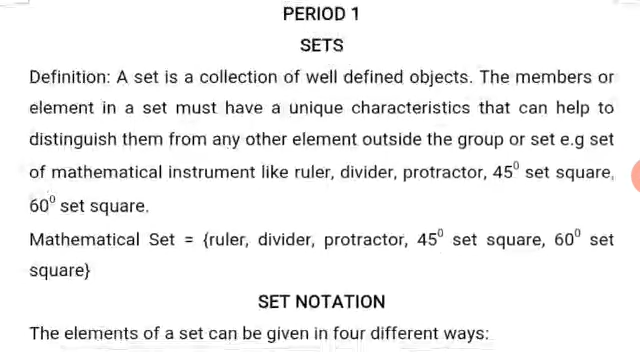 PERIOD 1
SETS
Definition: A set is a collection of well defined objects. The members or
element in a set must have a unique characteristics that can help to
distinguish them from any other element outside the group or set e.g set
of mathematical instrument like ruler, divider, protractor, 45⁰ set square,
60⁰ set square.
Mathematical Set = {ruler, divider, protractor, 45⁰ set square, 60⁰ set
square}
SET NOTATION
The elements of a set can be given in four different ways: